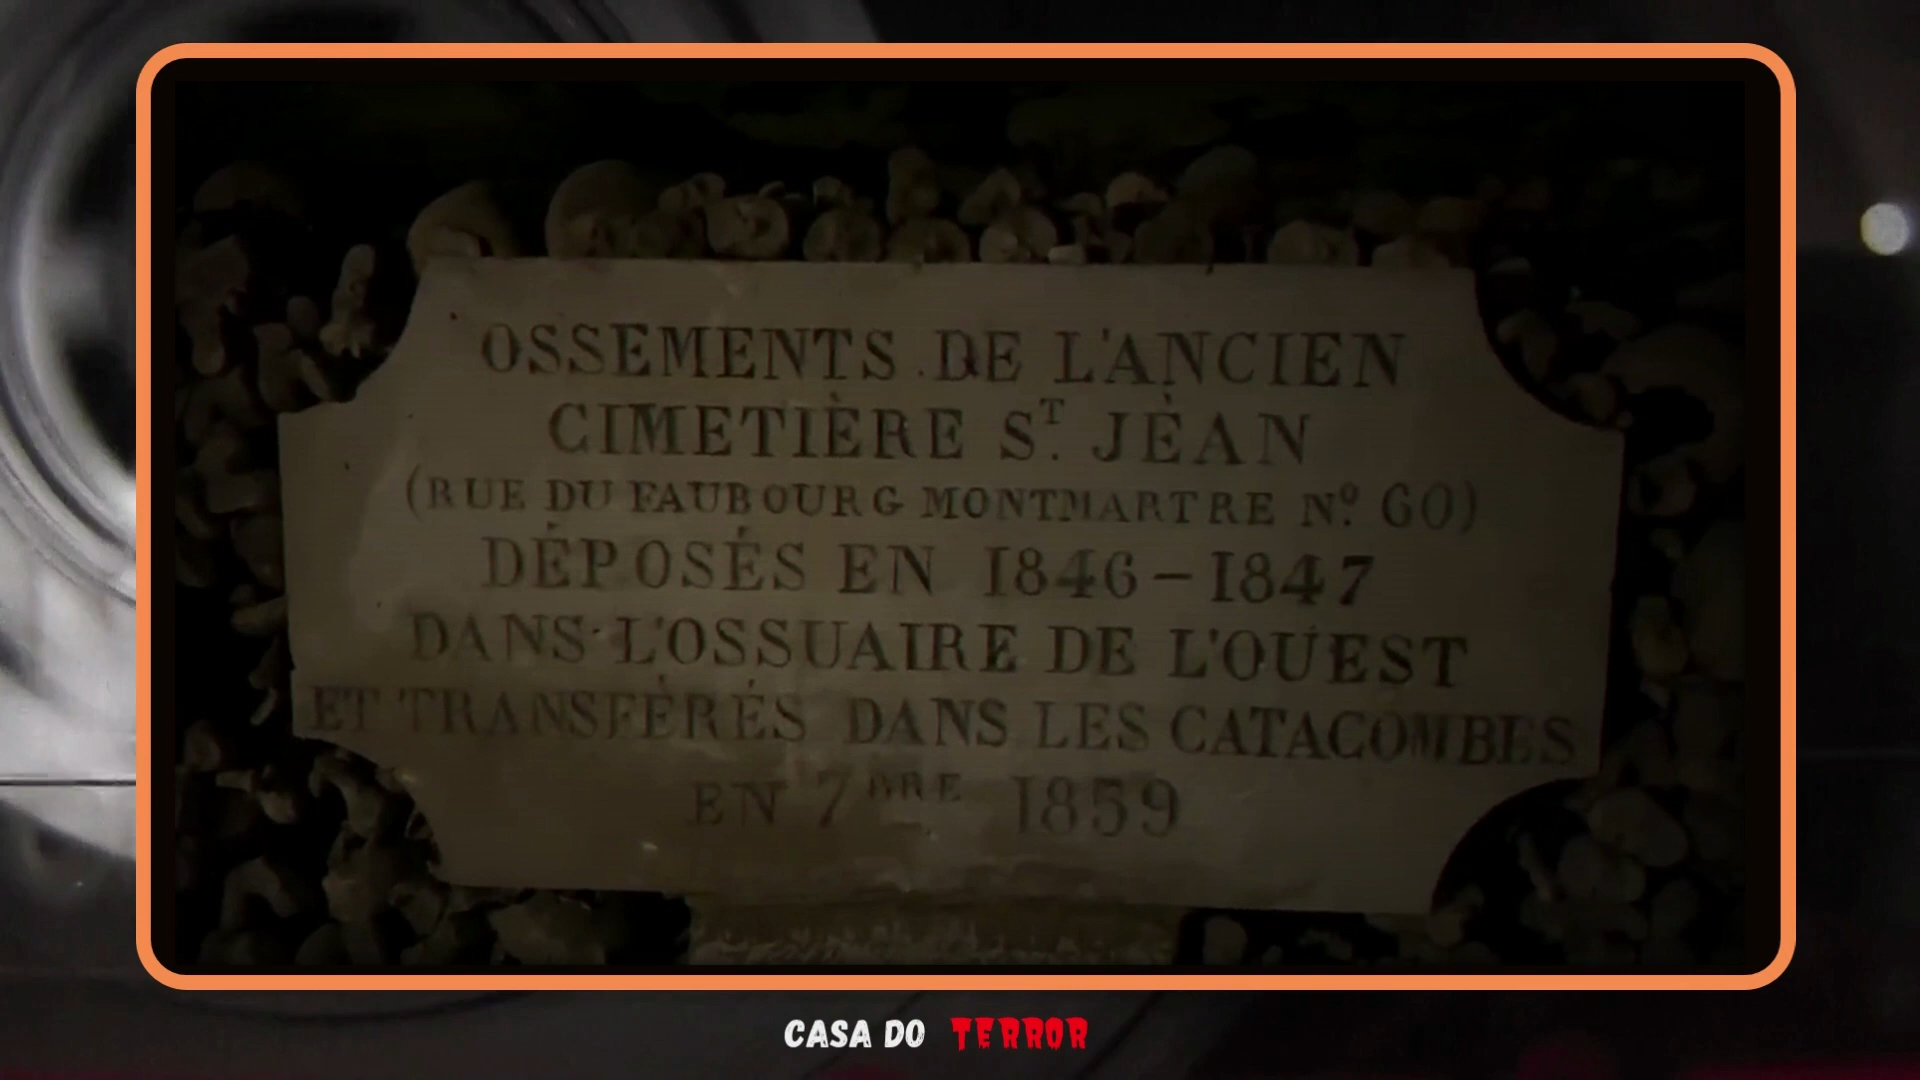 OSSEMENTS DE L'ANCIEN
CIMETIÈRE ST. JÈAN
(RUE DU FAUBOURG MONTMARTRE Nº 60)
DÉPOSÉS EN 1846-1847
DANS L'OSSUAIRE DE L'OUEST
ET TRANSFÉRÉS DANS LES CATACOMBES
EN 7BRE 1859
CASA DO TERROR